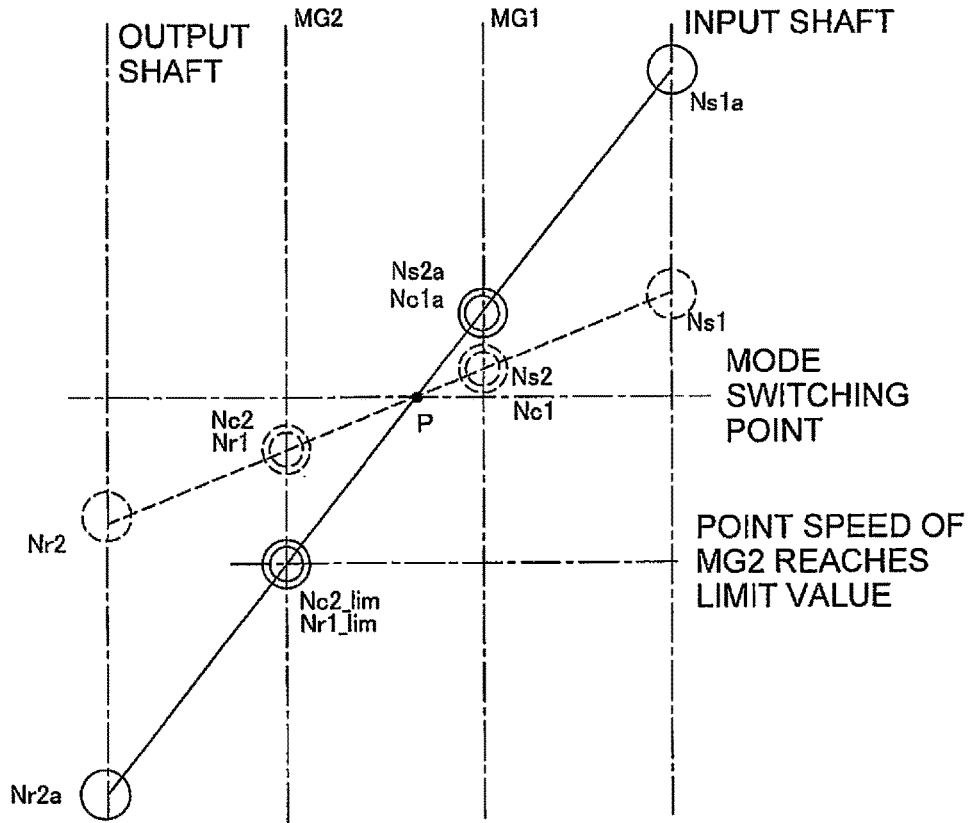 OUTPUT
SHAFT
MG2
MG1
INPUT SHAFT
Ns1a
Ns2a
Nc1a
Ns1
Ns2
Nc1
MODE
SWITCHING
POINT
P
Nc2
Nr1
Nr2
POINT SPEED OF
MG2 REACHES
LIMIT VALUE
Nc2_lim
Nr1_lim
Nr2a